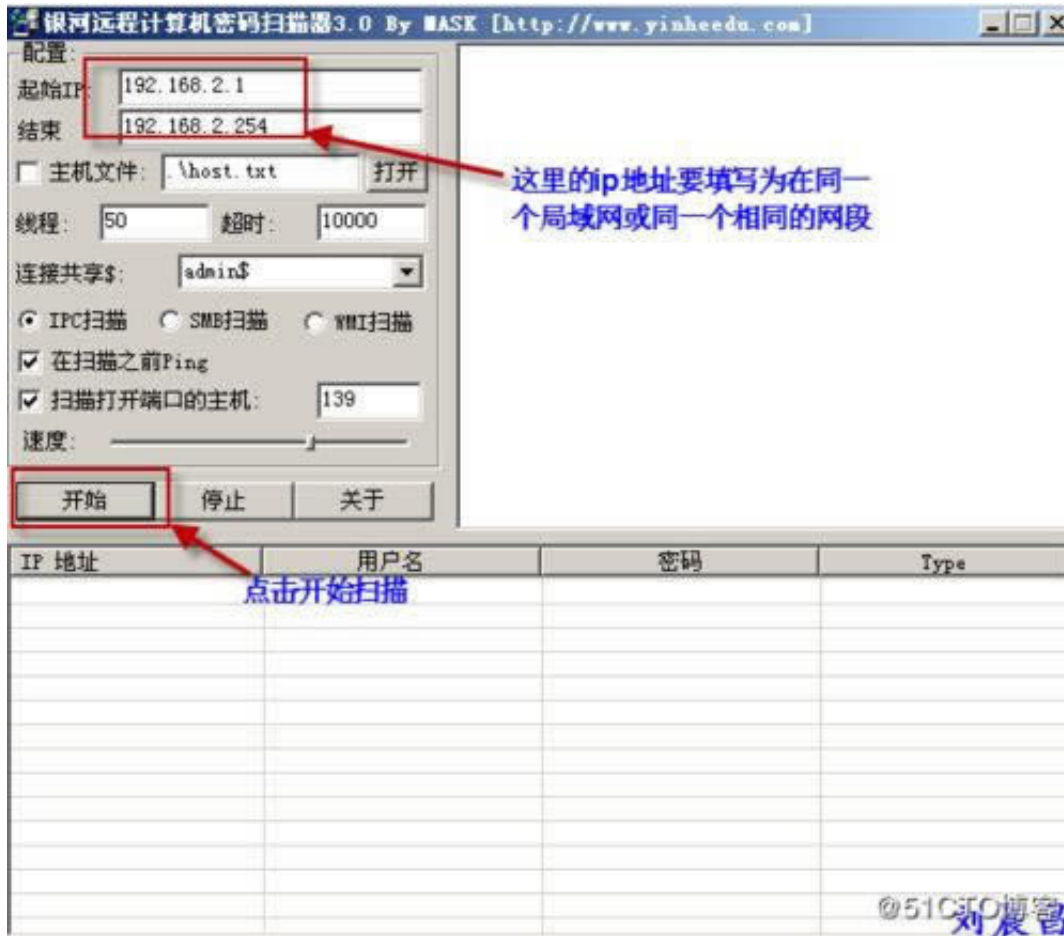 银河远程计算机密码扫描器3.0 By MASK [http://www.yinheedu.com]
配置:
起始IP: 192.168.2.1
结束 192.168.2.254
主机文件: .\host.txt 打开
这里的ip地址要填写为在同一
个局域网或同一个相同的网段
线程: 50 超时: 10000
连接共享$: admin$
IPC扫描 SMB扫描 WMI扫描
在扫描之前Ping
扫描打开端口的主机: 139
速度:
开始 停止 关于
IP 地址 用户名 密码 Type
点击开始扫描
@51CTO博客